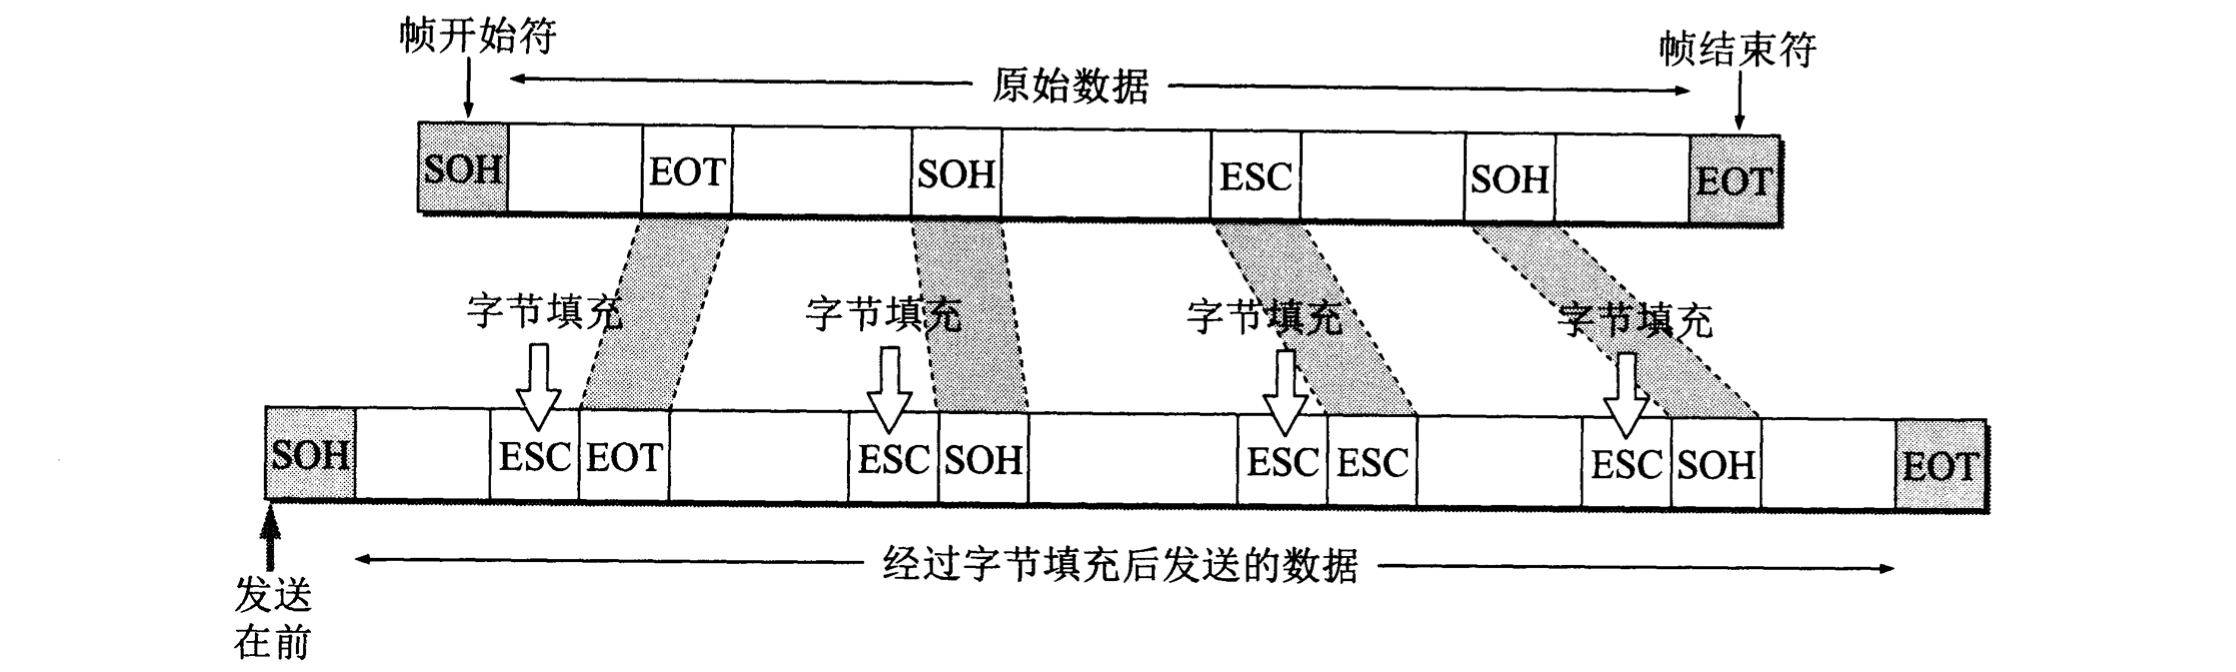 帧开始符
帧结束符
原始数据
SOH EOT SOH ESC SOH EOT
字节填充 字节填充 字节填充 字节填充
SOH ESC EOT ESC SOH ESC ESC ESC SOH EOT
经过字节填充后发送的数据
发送
在前